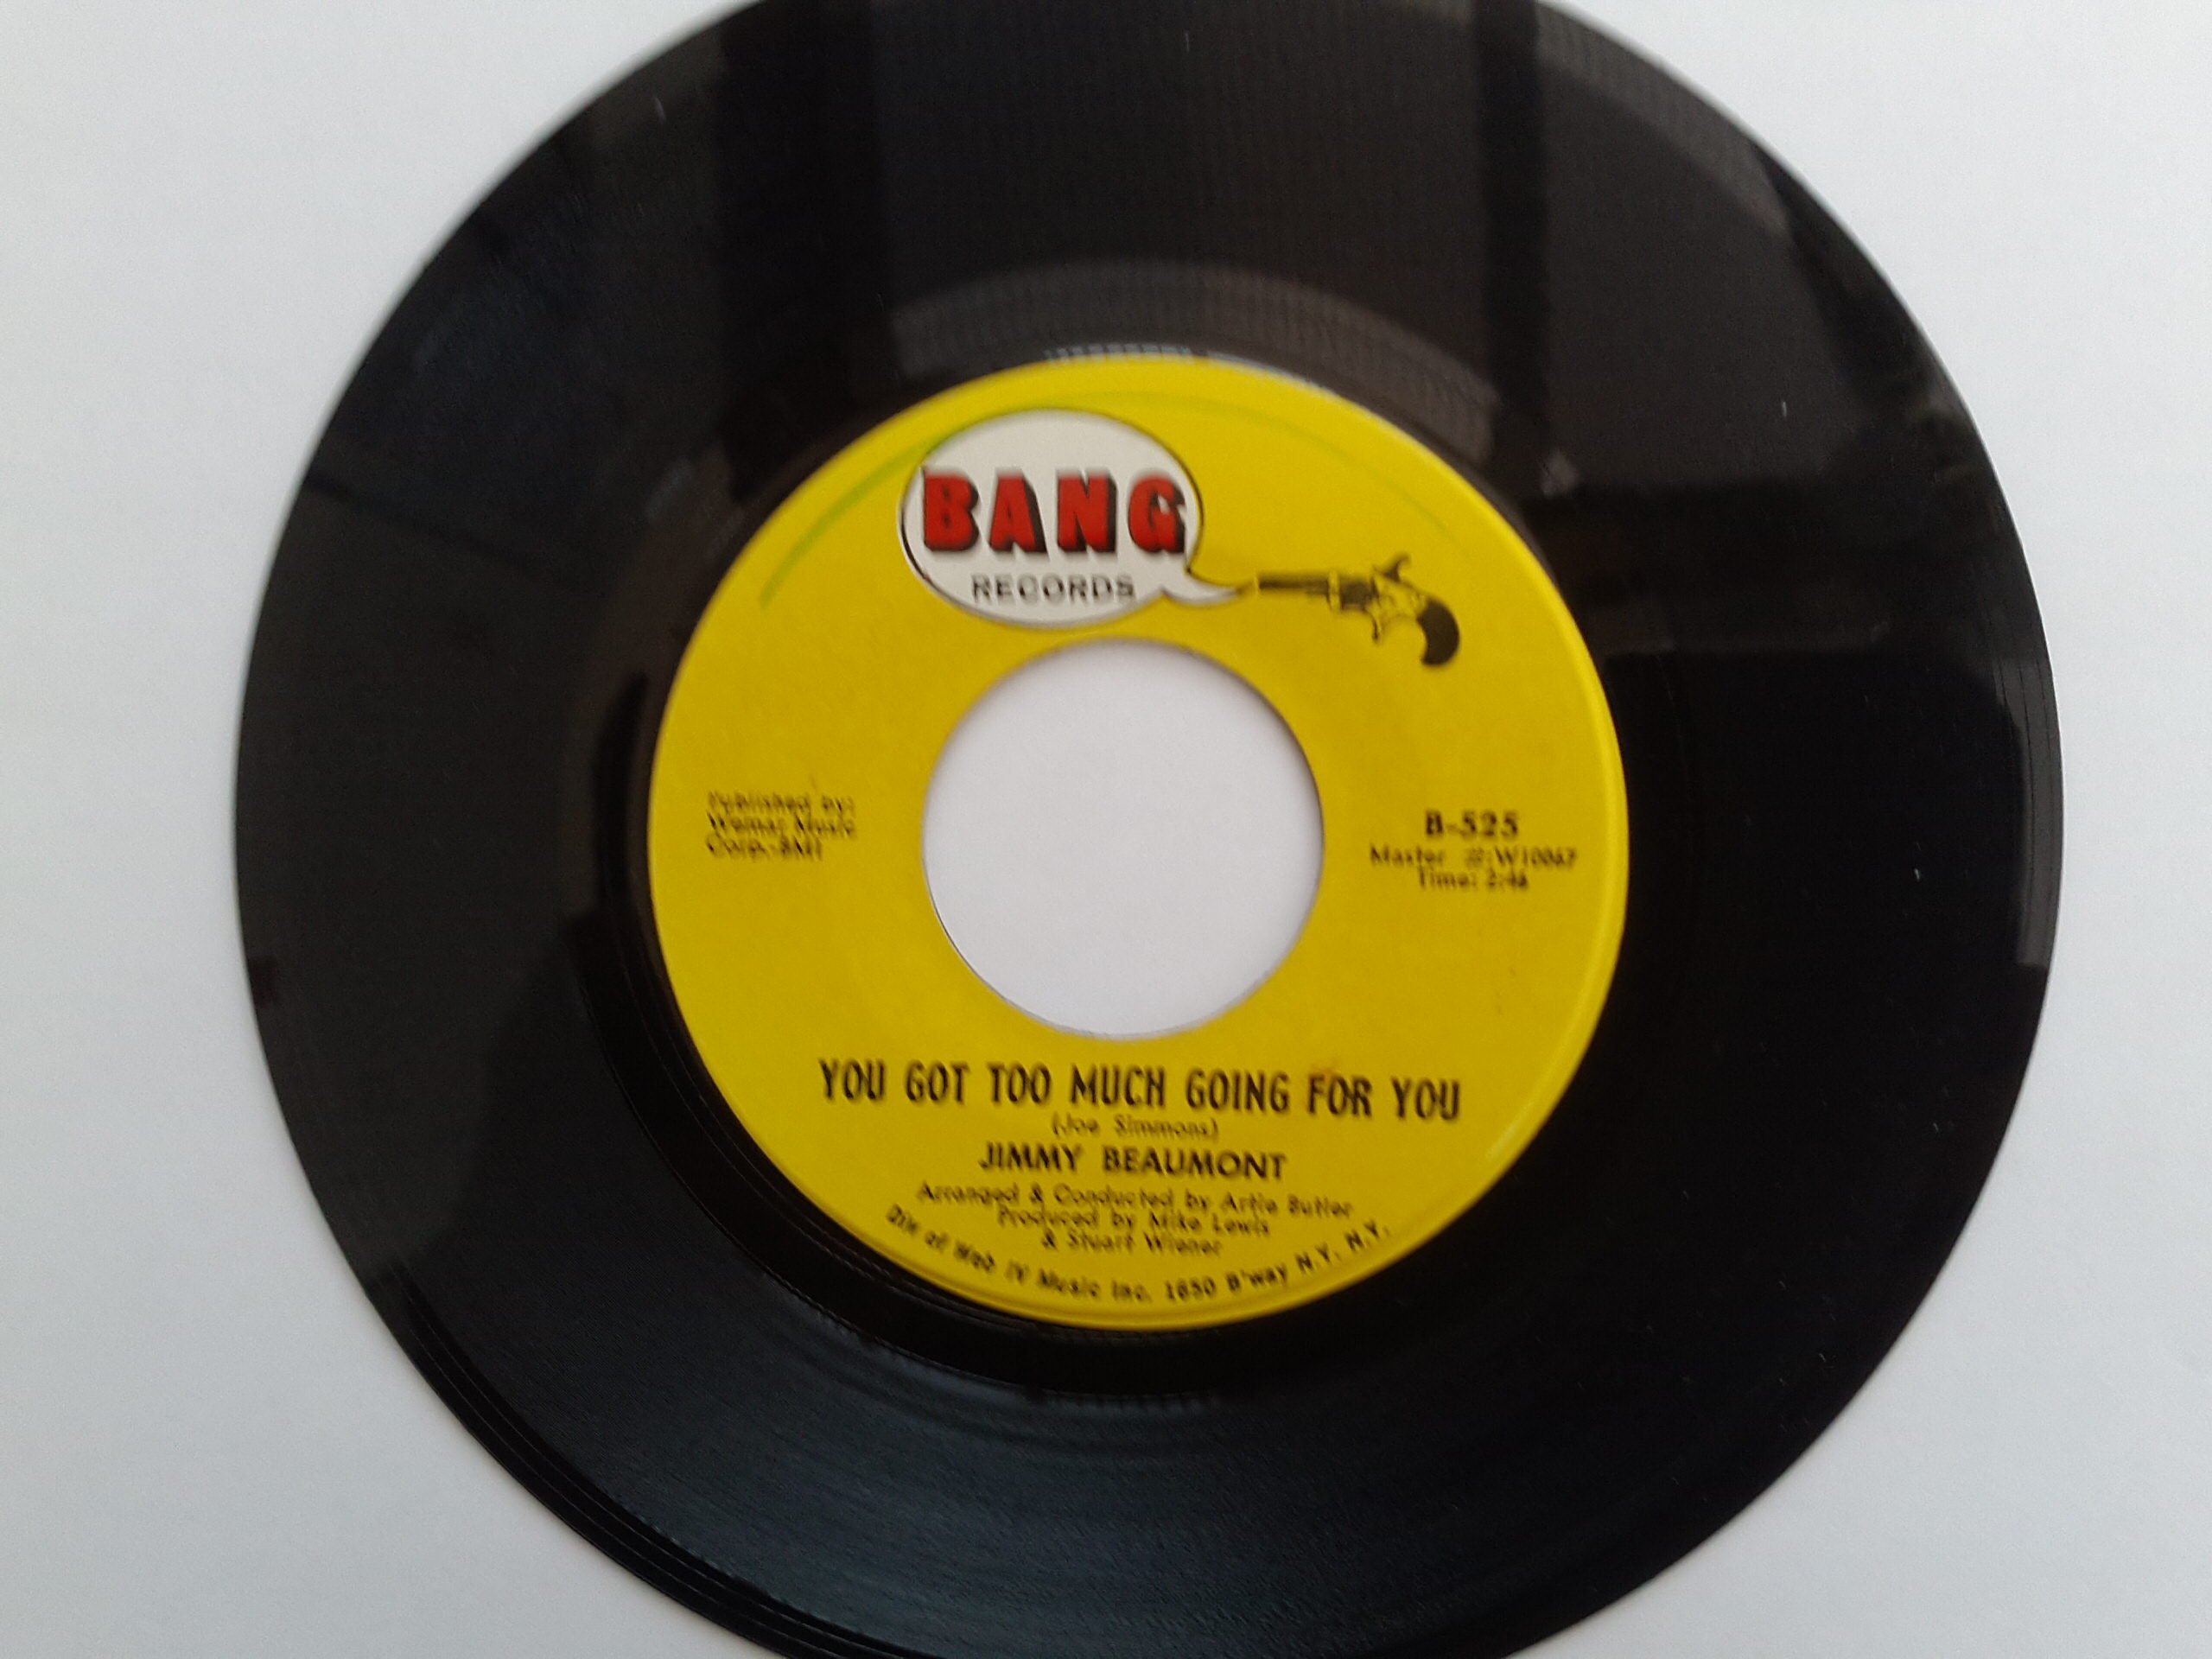 BANG
RECORDS
Published by:
Wemar Music
Corp.-BMI
B-525
Master #:W10067
Time: 2:46
YOU GOT TOO MUCH GOING FOR YOU
(Joe Simmons)
JIMMY BEAUMONT
Arranged & Conducted by Artie Butler
Produced by Mike Lewis
& Stuart Wiener
Div of Web IV Music Inc. 1650 B'way N.Y. N.Y.